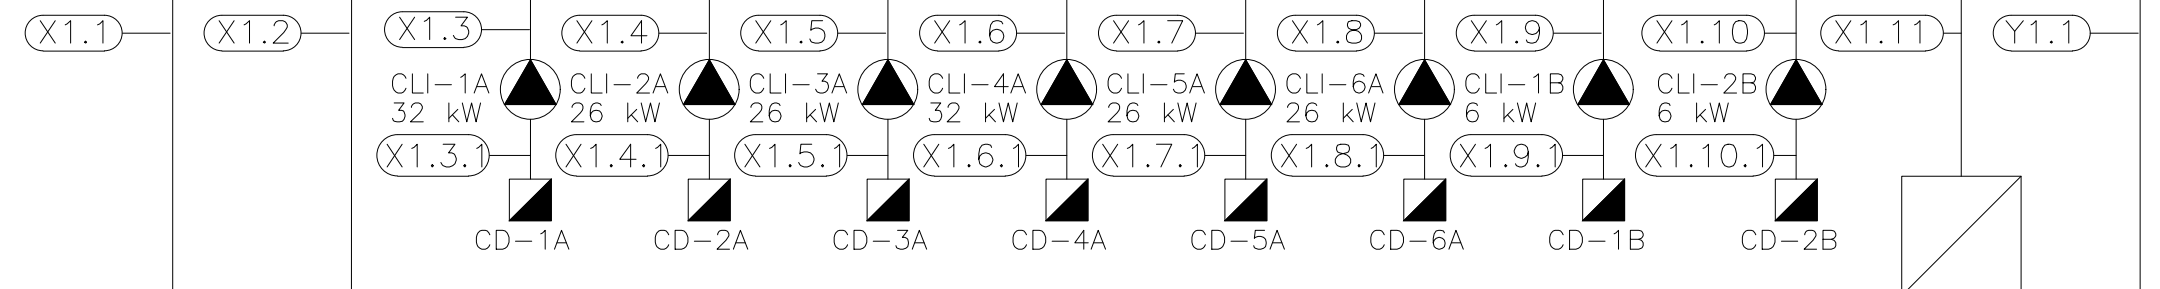 X1.1 X1.2 X1.3 X1.4 X1.5 X1.6 X1.7 X1.8 X1.9 X1.10 X1.11 Y1.1
CLI-1A CLI-2A CLI-3A CLI-4A CLI-5A CLI-6A CLI-1B CLI-2B
32 kW 26 kW 26 kW 32 kW 26 kW 26 kW 6 kW 6 kW
X1.3.1 X1.4.1 X1.5.1 X1.6.1 X1.7.1 X1.8.1 X1.9.1 X1.10.1
CD-1A CD-2A CD-3A CD-4A CD-5A CD-6A CD-1B CD-2B